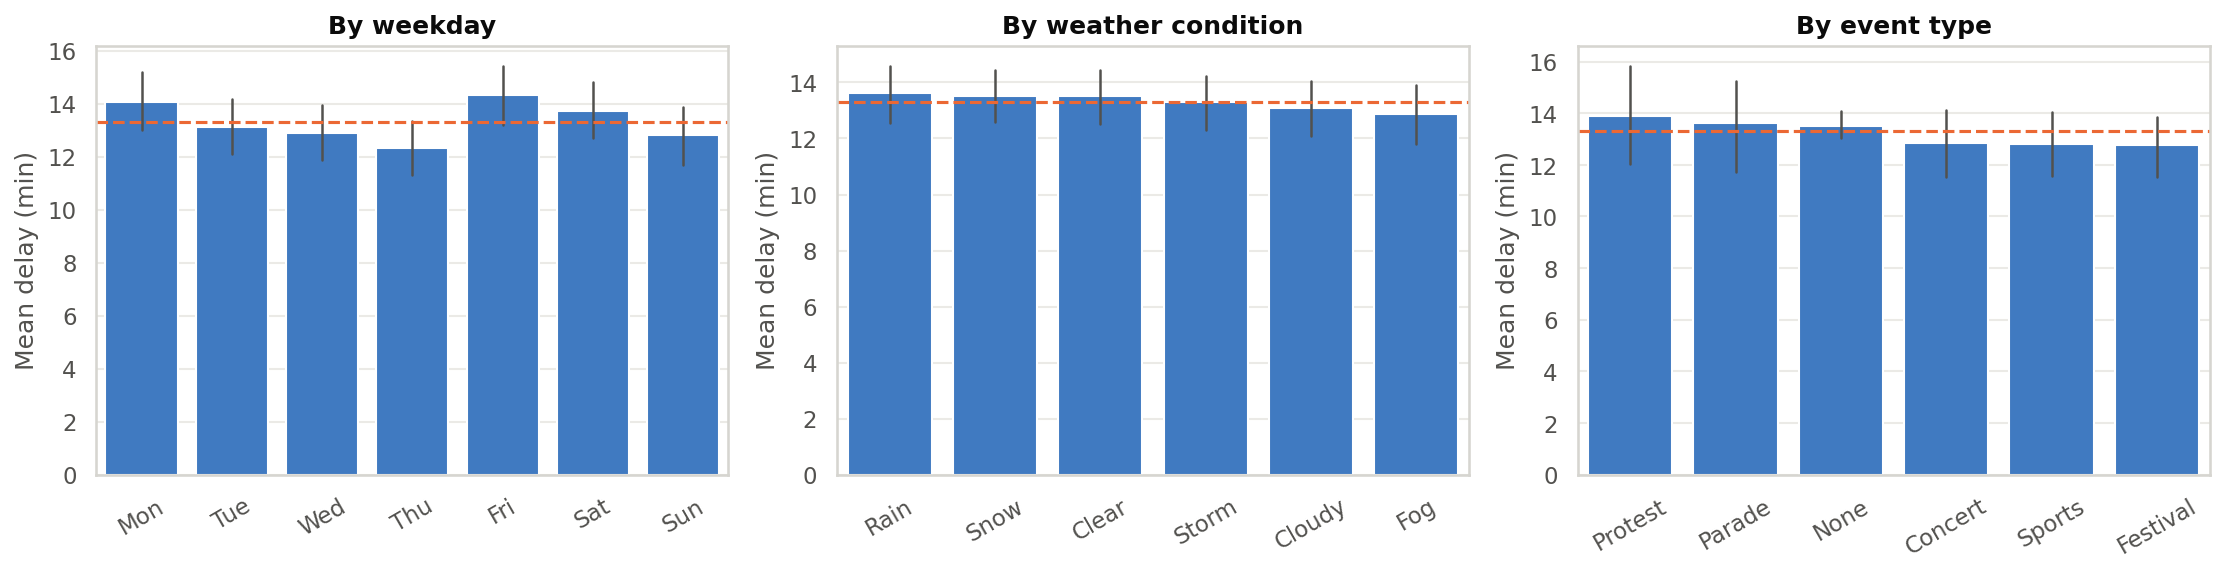 By weekday
Mean delay (min)
16
14
12
10
8
6
4
2
0
Mon
Tue
Wed
Thu
Fri
Sat
Sun
By weather condition
Mean delay (min)
14
12
10
8
6
4
2
0
Rain
Snow
Clear
Storm
Cloudy
Fog
By event type
Mean delay (min)
16
14
12
10
8
6
4
2
0
Protest
Parade
None
Concert
Sports
Festival